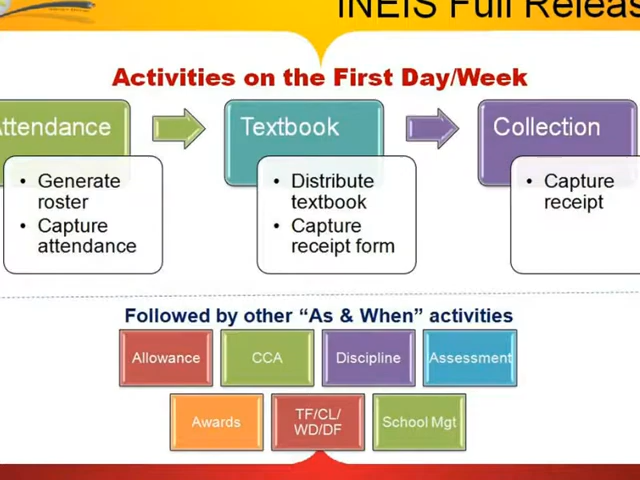 iNEIS Full Releas
Activities on the First Day/Week
Attendance
Textbook
Collection
• Generate
roster
• Capture
attendance
• Distribute
textbook
• Capture
receipt form
• Capture
receipt
Followed by other “As & When” activities
Allowance
CCA
Discipline
Assessment
Awards
TF/CL/
WD/DF
School Mgt